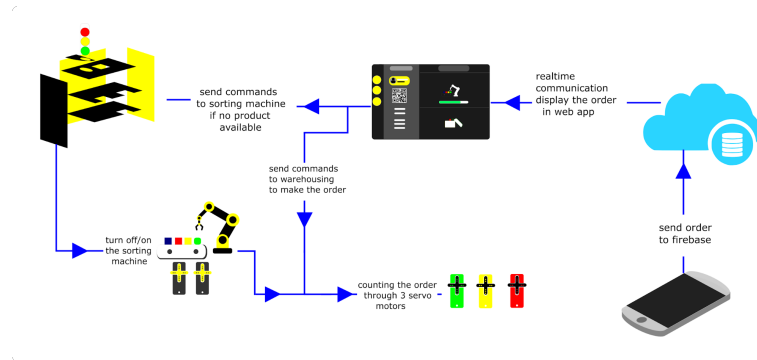 send commands
to sorting machine
if no product
available
realtime
communication
display the order
in web app
send commands
to warehousing
to make the order
send order
to firebase
turn off/on
the sorting
machine
counting the order
through 3 servo
motors